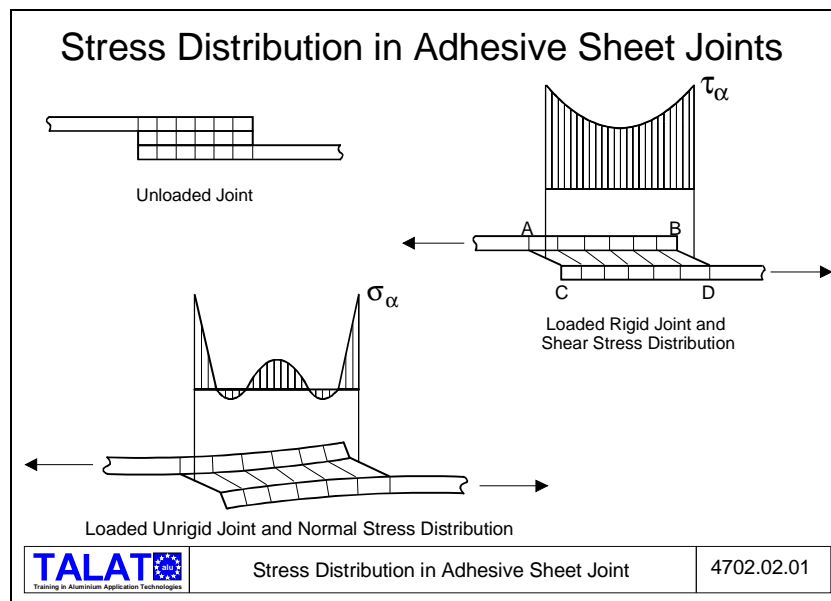 Stress Distribution in Adhesive Sheet Joints
τα
Unloaded Joint
A B
C D
Loaded Rigid Joint and
Shear Stress Distribution
σα
Loaded Unrigid Joint and Normal Stress Distribution
TALAT
alu
Training in Aluminium Application Technologies
Stress Distribution in Adhesive Sheet Joint
4702.02.01